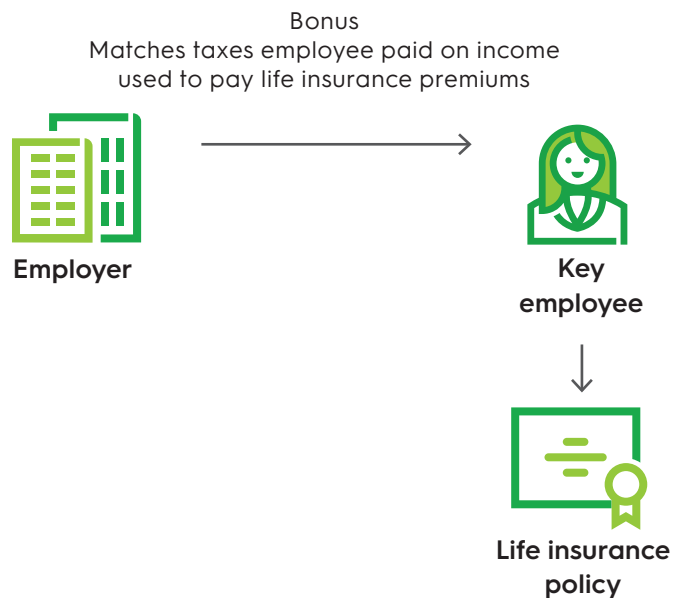 Bonus
Matches taxes employee paid on income
used to pay life insurance premiums
Employer
Key
employee
Life insurance
policy